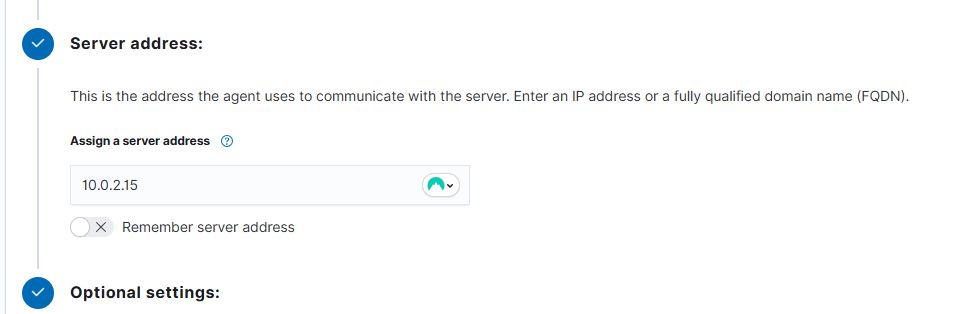 Server address:
This is the address the agent uses to communicate with the server. Enter an IP address or a fully qualified domain name (FQDN).
Assign a server address ?
10.0.2.15
Remember server address
Optional settings: